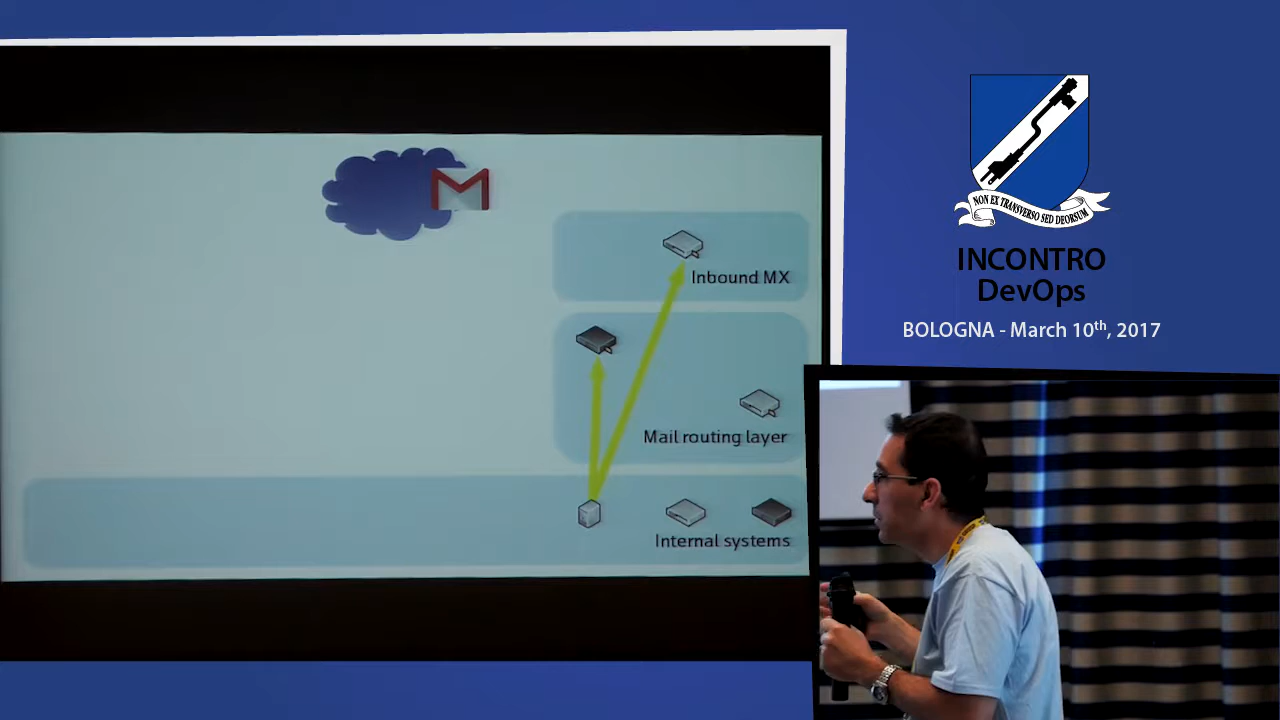 Inbound MX
Mail routing layer
Internal systems
NON EX TRANSVERSO SED DEORSUM
INCONTRO
DevOps
BOLOGNA - March 10th, 2017